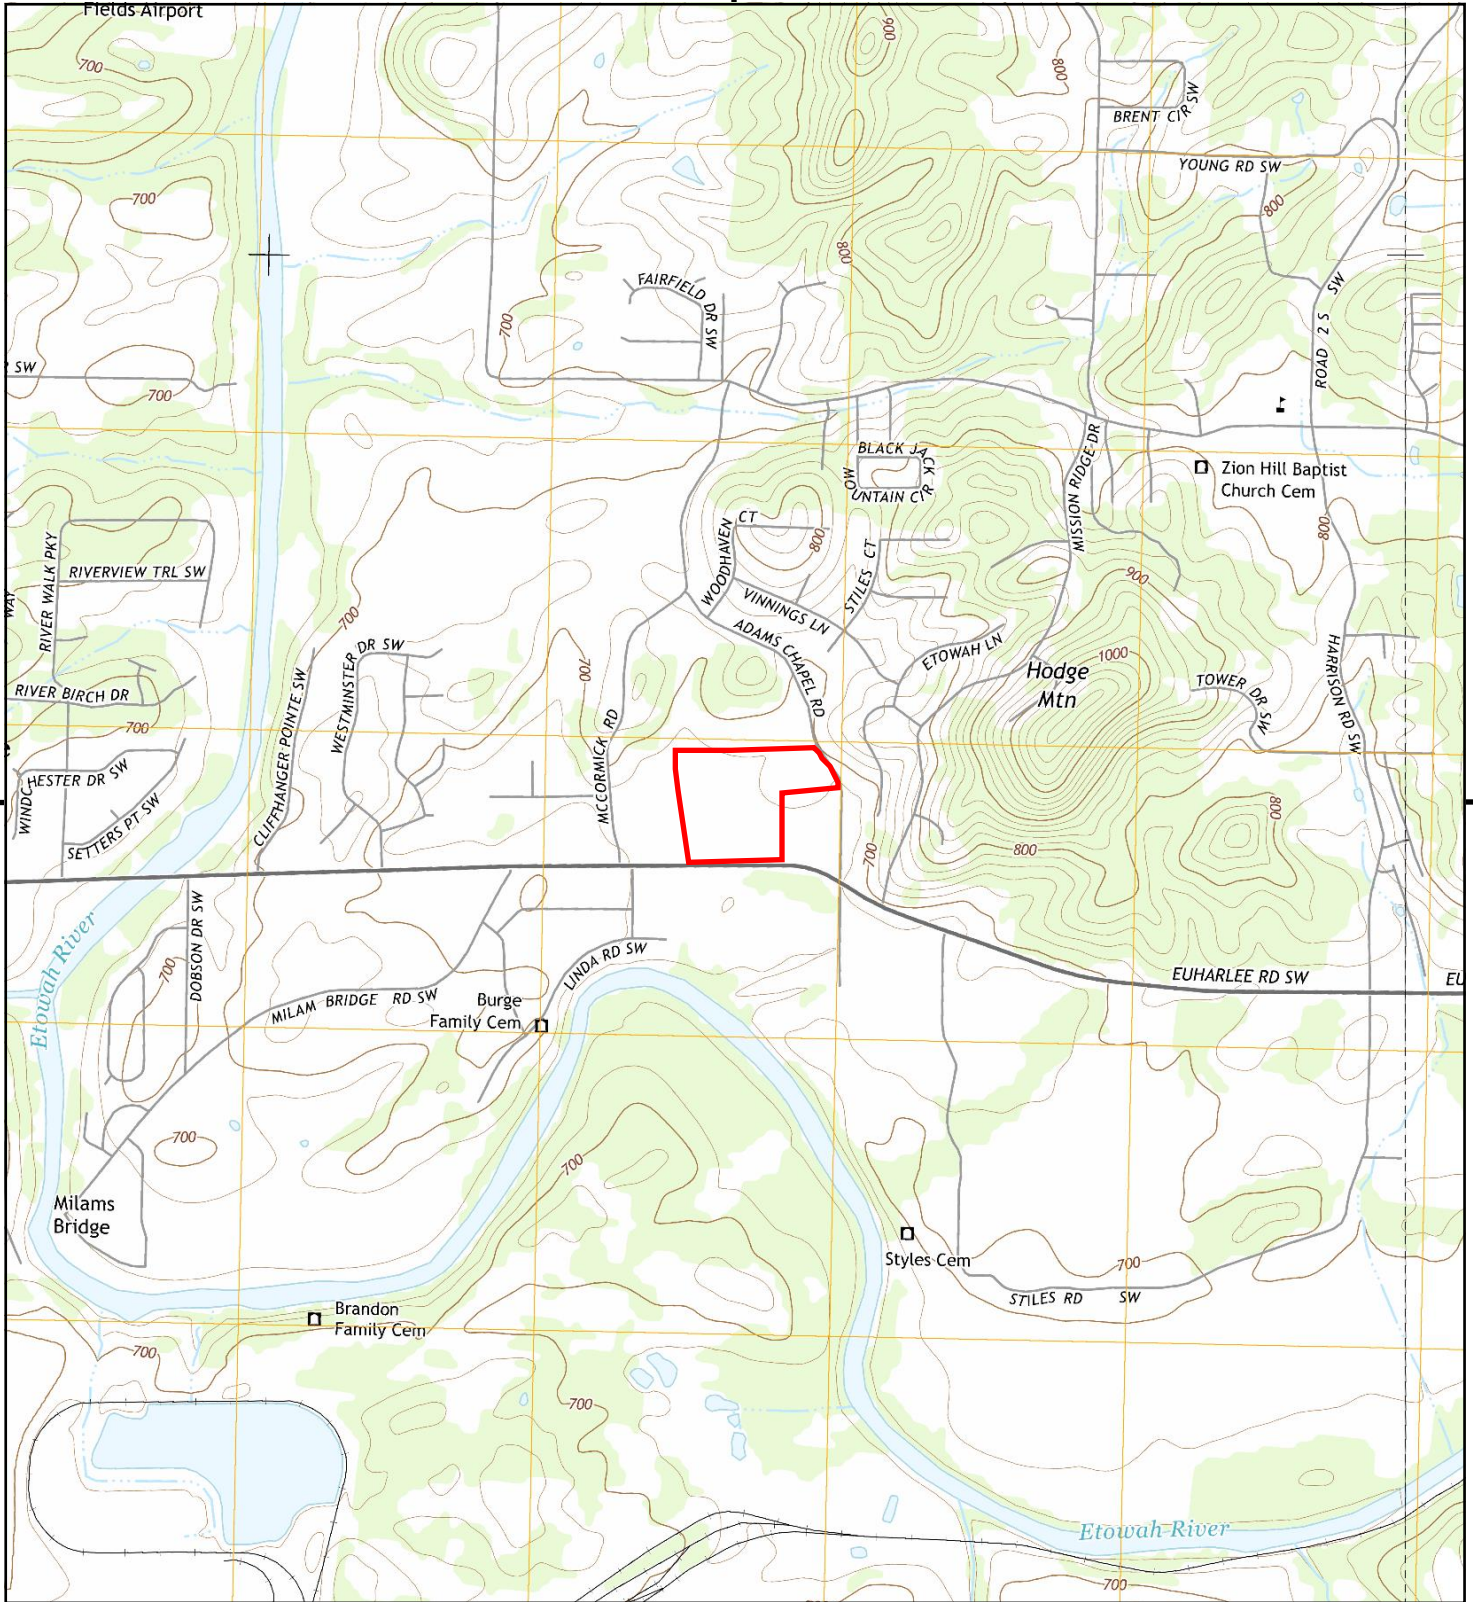 Fields Airport
700
900
800
BRENT CIR SW
YOUNG RD SW
700
800
800
FAIRFIELD DR SW
700
SW
ROAD 2 S
SW
700
BLACK JACK
MOUNTAIN CIR
MISSION RIDGE DR
Zion Hill Baptist
Church Cem
CT
800
800
WOODHAVEN
STILES CT
RIVER WALK PKY
RIVERVIEW TRL SW
WAY
900
VINNINGS LN
700
ADAMS CHAPEL RD
WESTMINSTER DR SW
ETOWAH LN
1000
Hodge
Mtn
HARRISON RD SW
700
TOWER DR SW
RIVER BIRCH DR
CLIFFHANGER POINTE SW
700
MCCORMICK RD
HESTER DR SW
WINDC
SETTERS PT SW
800
700
800
Etowah River
DOBSON DR SW
700
LINDA RD SW
EUHARLEE RD SW
EU
MILAM BRIDGE RD SW
Burge
Family Cem
700
700
Milams
Bridge
Styles Cem
700
STILES RD SW
Brandon
Family Cem
700
700
Etowah River
700